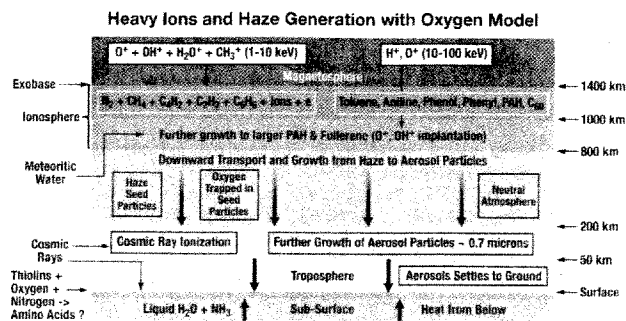 Heavy Ions and Haze Generation with Oxygen Model
O⁺ + OH⁺ + H₂O⁺ + CH₃⁺ (1-10 keV)
H⁺, O⁺ (10-100 keV)
Magnetosphere
Exobase
1400 km
N₂ + CH₄ + C₄H₂ + C₂H₂ + C₆H₆ + Ions + e
Toluene, Aniline, Phenol, Phenyl, PAH, C₆₀
Ionosphere
1000 km
Further growth to larger PAH & Fullerene (O⁺, OH⁺ implantation)
800 km
Meteoritic
Water
Downward Transport and Growth from Haze to Aerosol Particles
Haze
Seed
Particles
Oxygen
Trapped in
Seed
Particles
Neutral
Atmosphere
200 km
Cosmic
Rays
Cosmic Ray Ionization
Further Growth of Aerosol Particles ~ 0.7 microns
50 km
Troposphere
Aerosols Settles to Ground
Surface
Thiolins +
Oxygen +
Nitrogen ->
Amino Acids ?
Liquid H₂O + NH₃
Sub-Surface
Heat from Below